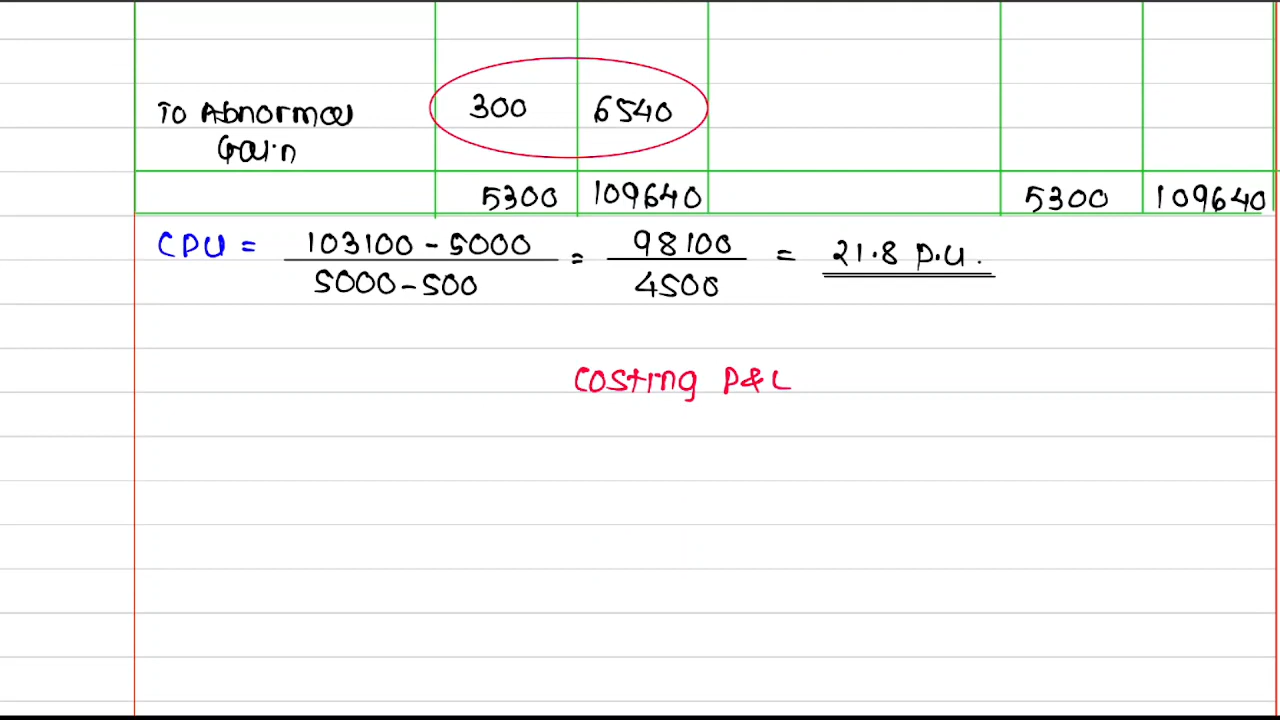 To Abnormal 300 6540
Gain
5300 109640 5300 109640
CPU = 103100 - 5000 = 98100 = 21.8 P.U.
5000 - 500 4500
Costing P&L